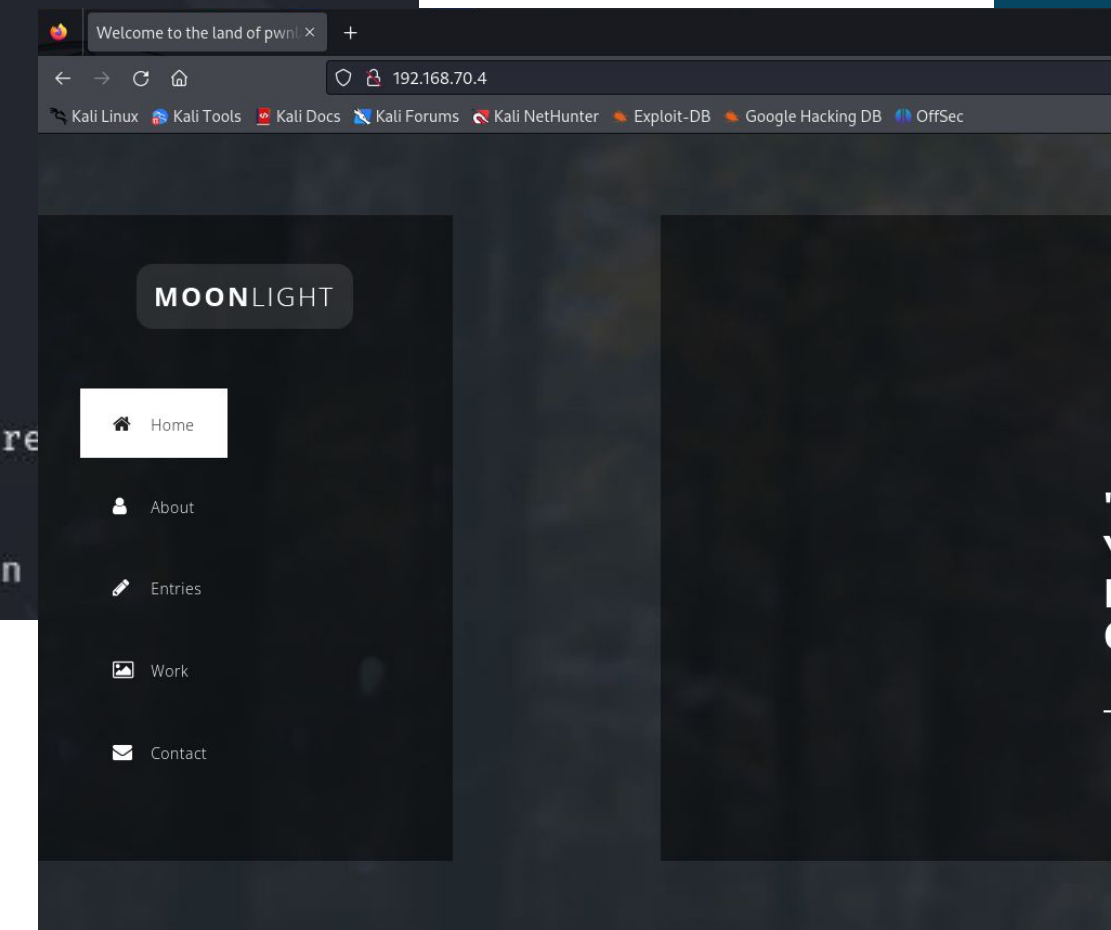 Welcome to the land of pwnl
192.168.70.4
Kali Linux Kali Tools Kali Docs Kali Forums Kali NetHunter Exploit-DB Google Hacking DB OffSec
MOONLIGHT
Home
About
Entries
Work
Contact
re
n